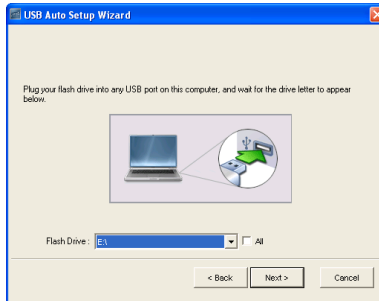 USB Auto Setup Wizard
Plug your flash drive into any USB port on this computer, and wait for the drive letter to appear
below.
Flash Drive : E:\ All
< Back Next > Cancel